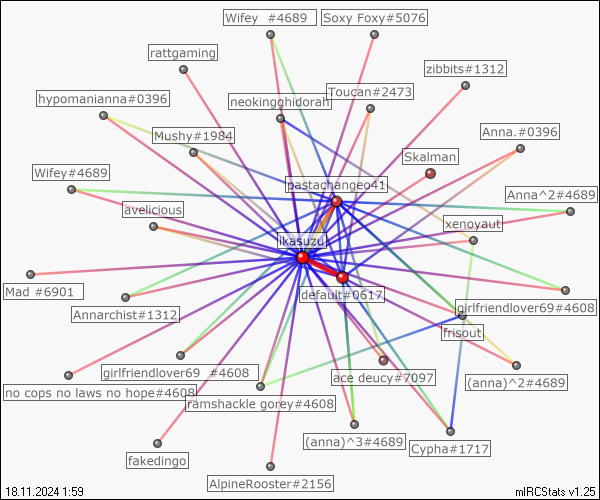 Wifey  #4689
Soxy Foxy#5076
rattgaming
zibbits#1312
hypomanianna#0396
neokingghidorah
Toucan#2473
Mushy#1984
Anna.#0396
Skalman
Wifey#4689
pastachangeo41
Anna^2#4689
avelicious
xenoyaut
ikasuzu
Mad #6901
default#0617
Annarchist#1312
girlfriendlover69#4608
frisout
girlfriendlover69  #4608
ace deucy#7097
(anna)^2#4689
no cops no laws no hope#4608
ramshackle gorey#4608
(anna)^3#4689
Cypha#1717
fakedingo
AlpineRooster#2156
18.11.2024 1:59
mIRCStats v1.25